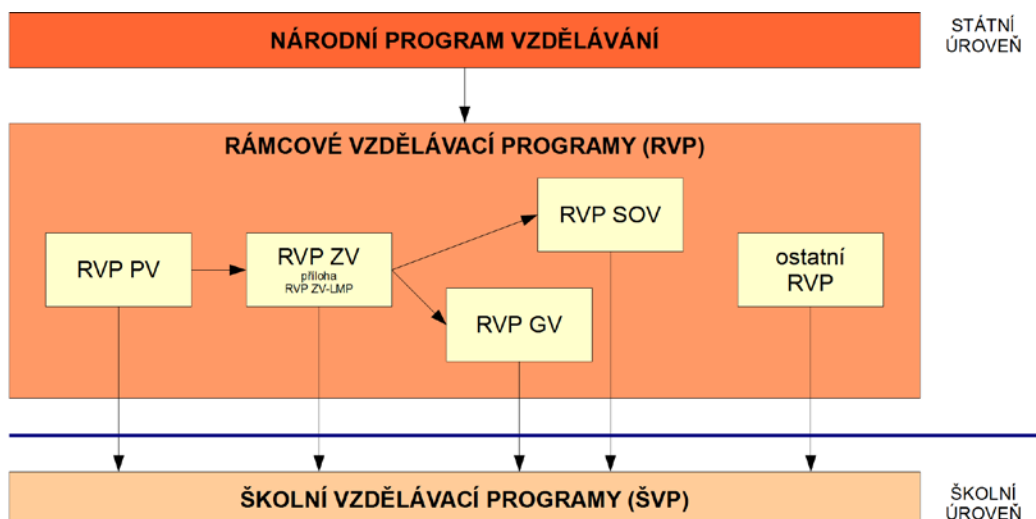 NÁRODNÍ PROGRAM VZDĚLÁVÁNÍ
STÁTNÍ
ÚROVEŇ
RÁMCOVÉ VZDĚLÁVACÍ PROGRAMY (RVP)
RVP PV
RVP ZV
příloha
RVP ZV-LMP
RVP SOV
RVP GV
ostatní
RVP
ŠKOLNÍ VZDĚLÁVACÍ PROGRAMY (ŠVP)
ŠKOLNÍ
ÚROVEŇ